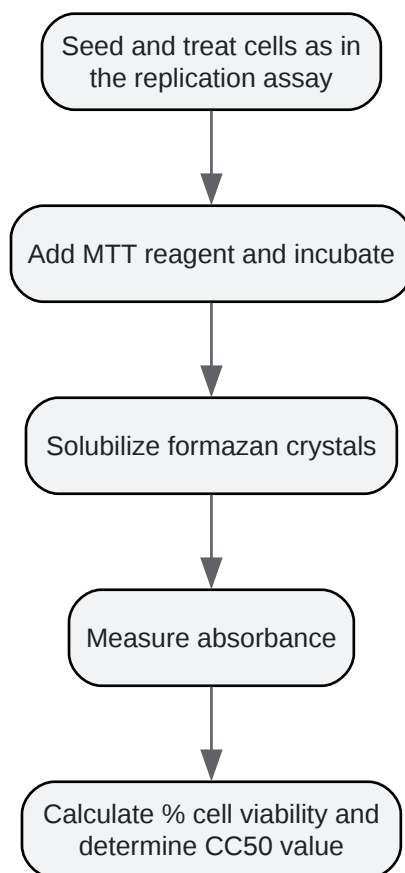 Seed and treat cells as in
the replication assay
Add MTT reagent and incubate
Solubilize formazan crystals
Measure absorbance
Calculate % cell viability and
determine CC50 value